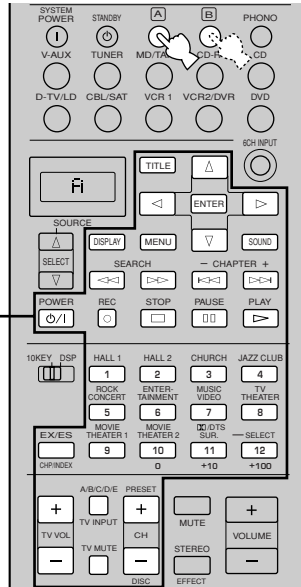 SYSTEM POWER STANDBY A B PHONO
V-AUX TUNER MD/TA CD-R CD
D-TV/LD CBL/SAT VCR 1 VCR2/DVR DVD
6CH INPUT
TITLE
A
ENTER
SOURCE
SELECT
DISPLAY MENU SOUND
SEARCH – CHAPTER +
POWER REC STOP PAUSE PLAY
10KEY DSP HALL 1 HALL 2 CHURCH JAZZ CLUB
1 2 3 4
ROCK CONCERT ENTER-TAINMENT MUSIC VIDEO TV THEATER
5 6 7 8
MOVIE THEATER 1 MOVIE THEATER 2 /DTS SUR. SELECT
EX/ES 9 10 11 12
CHP/INDEX 0 +10 +100
A/B/C/D/E PRESET
+ + +
TV INPUT MUTE
TV VOL CH VOLUME
TV MUTE STEREO
– – –
DISC EFFECT